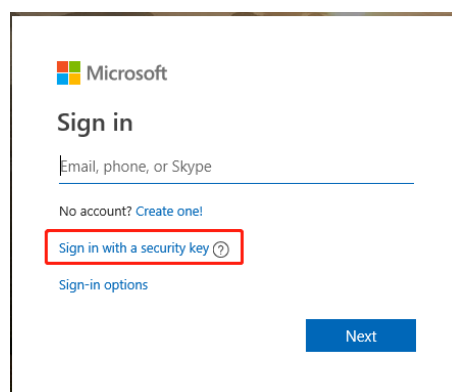 Microsoft
Sign in
Email, phone, or Skype
No account? Create one!
Sign in with a security key ?
Sign-in options
Next